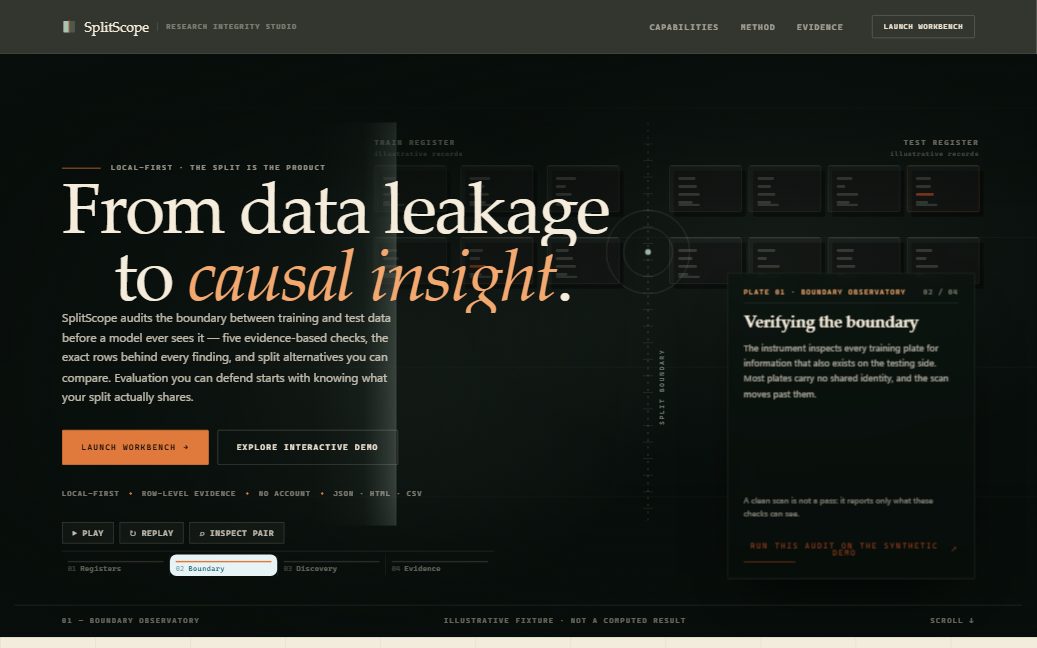 SplitScope
RESEARCH INTEGRITY STUDIO
CAPABILITIES
METHOD
EVIDENCE
LAUNCH WORKBENCH
TRAIN REGISTER
illustrative records
TEST REGISTER
illustrative records
LOCAL-FIRST · THE SPLIT IS THE PRODUCT
From data leakage
to causal insight.
SplitScope audits the boundary between training and test data
before a model ever sees it — five evidence-based checks, the
exact rows behind every finding, and split alternatives you can
compare. Evaluation you can defend starts with knowing what
your split actually shares.
LAUNCH WORKBENCH →
EXPLORE INTERACTIVE DEMO
LOCAL-FIRST • ROW-LEVEL EVIDENCE • NO ACCOUNT • JSON · HTML · CSV
▶ PLAY
↻ REPLAY
⌕ INSPECT PAIR
01 Registers
02 Boundary
03 Discovery
04 Evidence
SPLIT BOUNDARY
PLATE 01 · BOUNDARY OBSERVATORY
02 / 04
Verifying the boundary
The instrument inspects every training plate for
information that also exists on the testing side.
Most plates carry no shared identity, and the scan
moves past them.
A clean scan is not a pass: it reports only what these
checks can see.
RUN THIS AUDIT ON THE SYNTHETIC
DEMO
↗
01 — BOUNDARY OBSERVATORY
ILLUSTRATIVE FIXTURE · NOT A COMPUTED RESULT
SCROLL ↓